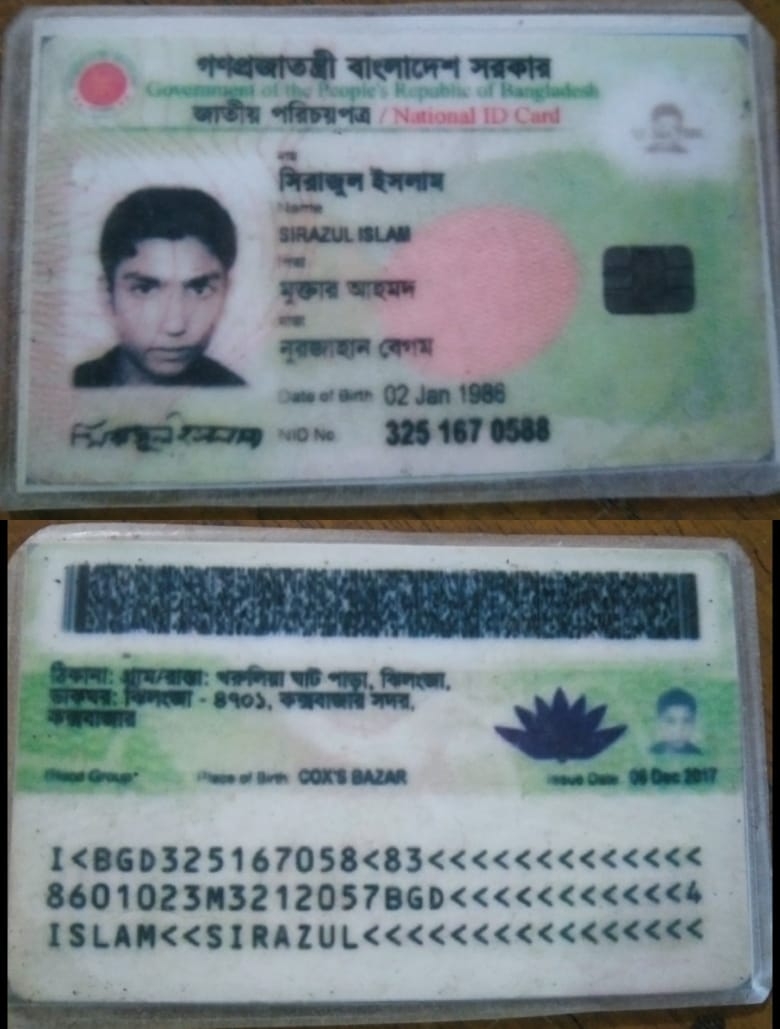 গণপ্রজাতন্ত্রী বাংলাদেশ সরকার
Government of the People's Republic of Bangladesh
জাতীয় পরিচয়পত্র / National ID Card
নাম
সিরাজুল ইসলাম
Name
SIRAZUL ISLAM
পিতা
মুক্তার আহমদ
মাতা
নুরজাহান বেগম
Date of Birth 02 Jan 1986
সিরাজুল ইসলাম NID No. 325 167 0588
ঠিকানা: গ্রাম/রাস্তা: খরুলিয়া ঘাট পাড়া, ঝিলংজা,
ডাকঘর: ঝিলংজা - ৪৭০১, কক্সবাজার সদর,
কক্সবাজার
Blood Group: Place of Birth: COX'S BAZAR Issue Date: 06 Dec 2017
I<BGD325167058<83<<<<<<<<<<<<<
8601023M3212057BGD<<<<<<<<<<<4
ISLAM<<SIRAZUL<<<<<<<<<<<<<<<<